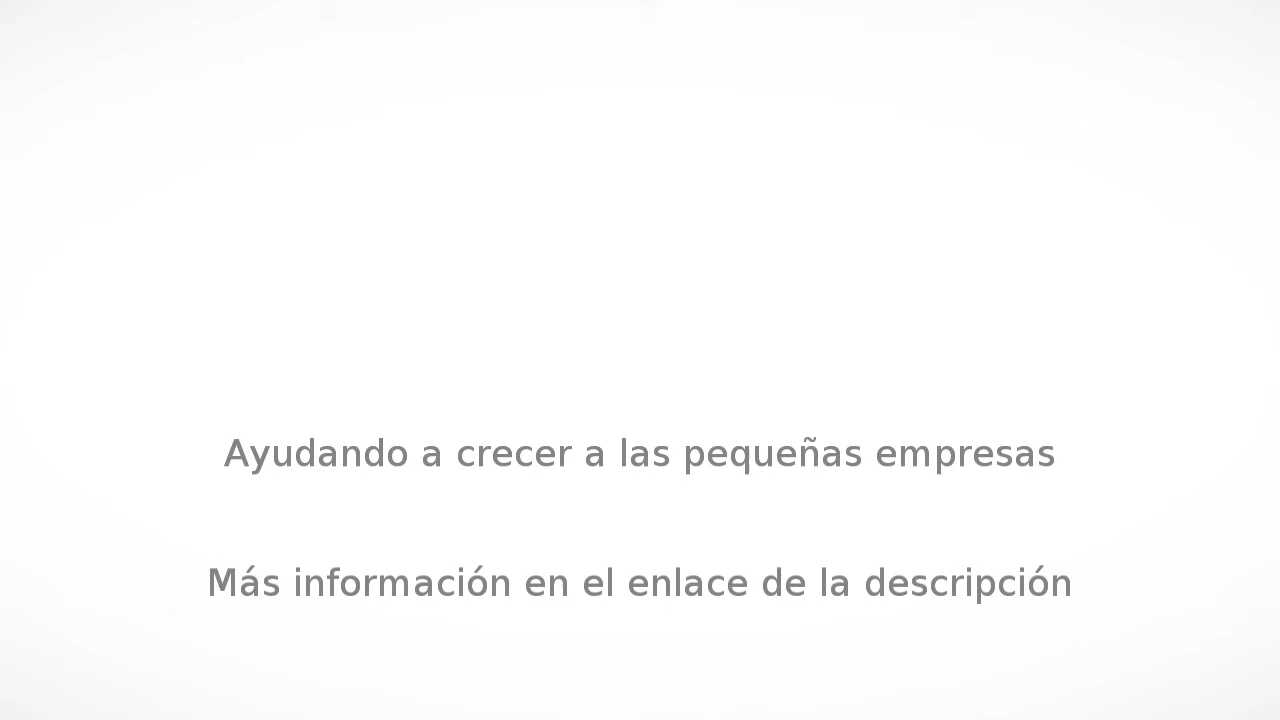 Ayudando a crecer a las pequeñas empresas
Más información en el enlace de la descripción